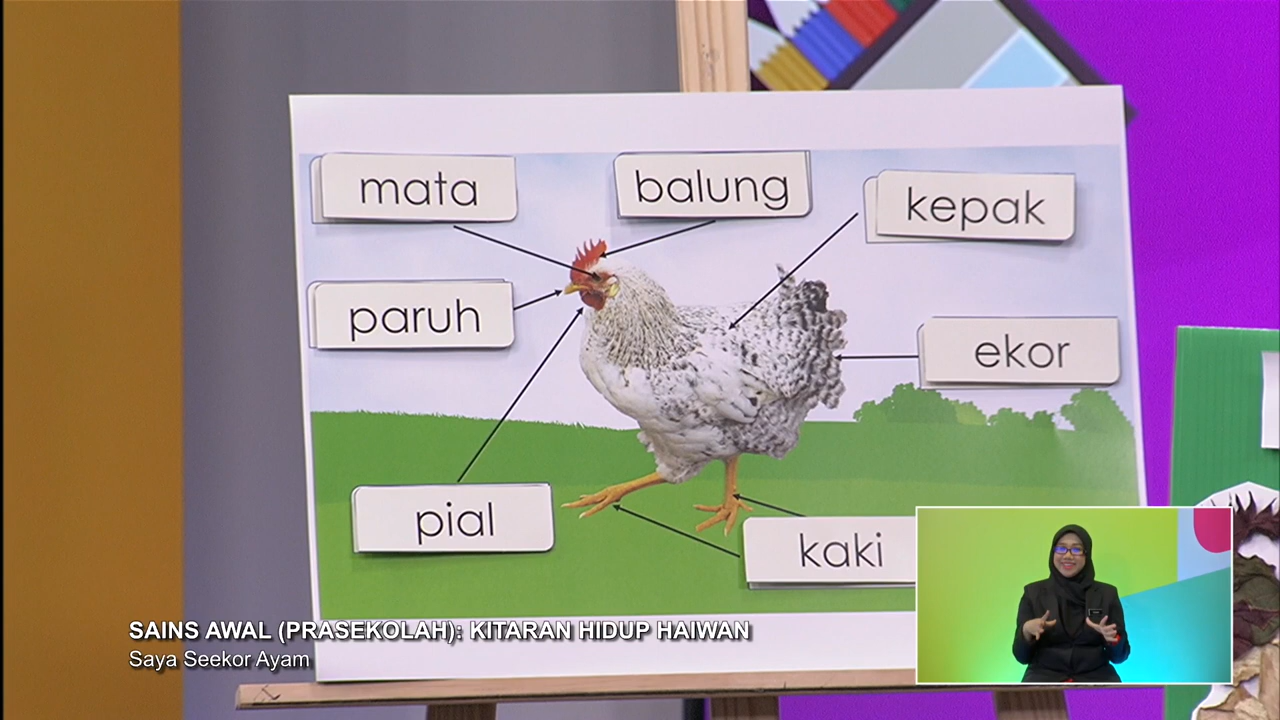 mata
balung
kepak
paruh
ekor
pial
kaki
SAINS AWAL (PRASEKOLAH): KITARAN HIDUP HAIWAN
Saya Seekor Ayam